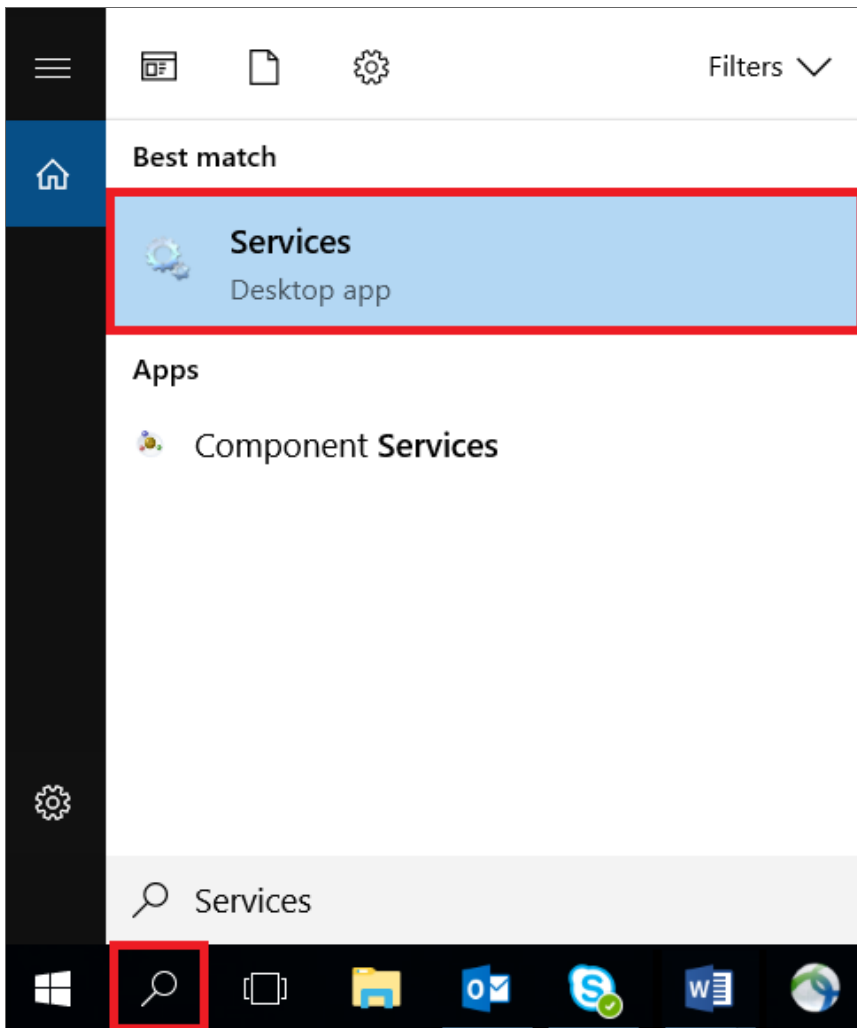 Filters
Best match
Services
Desktop app
Apps
Component Services
Services